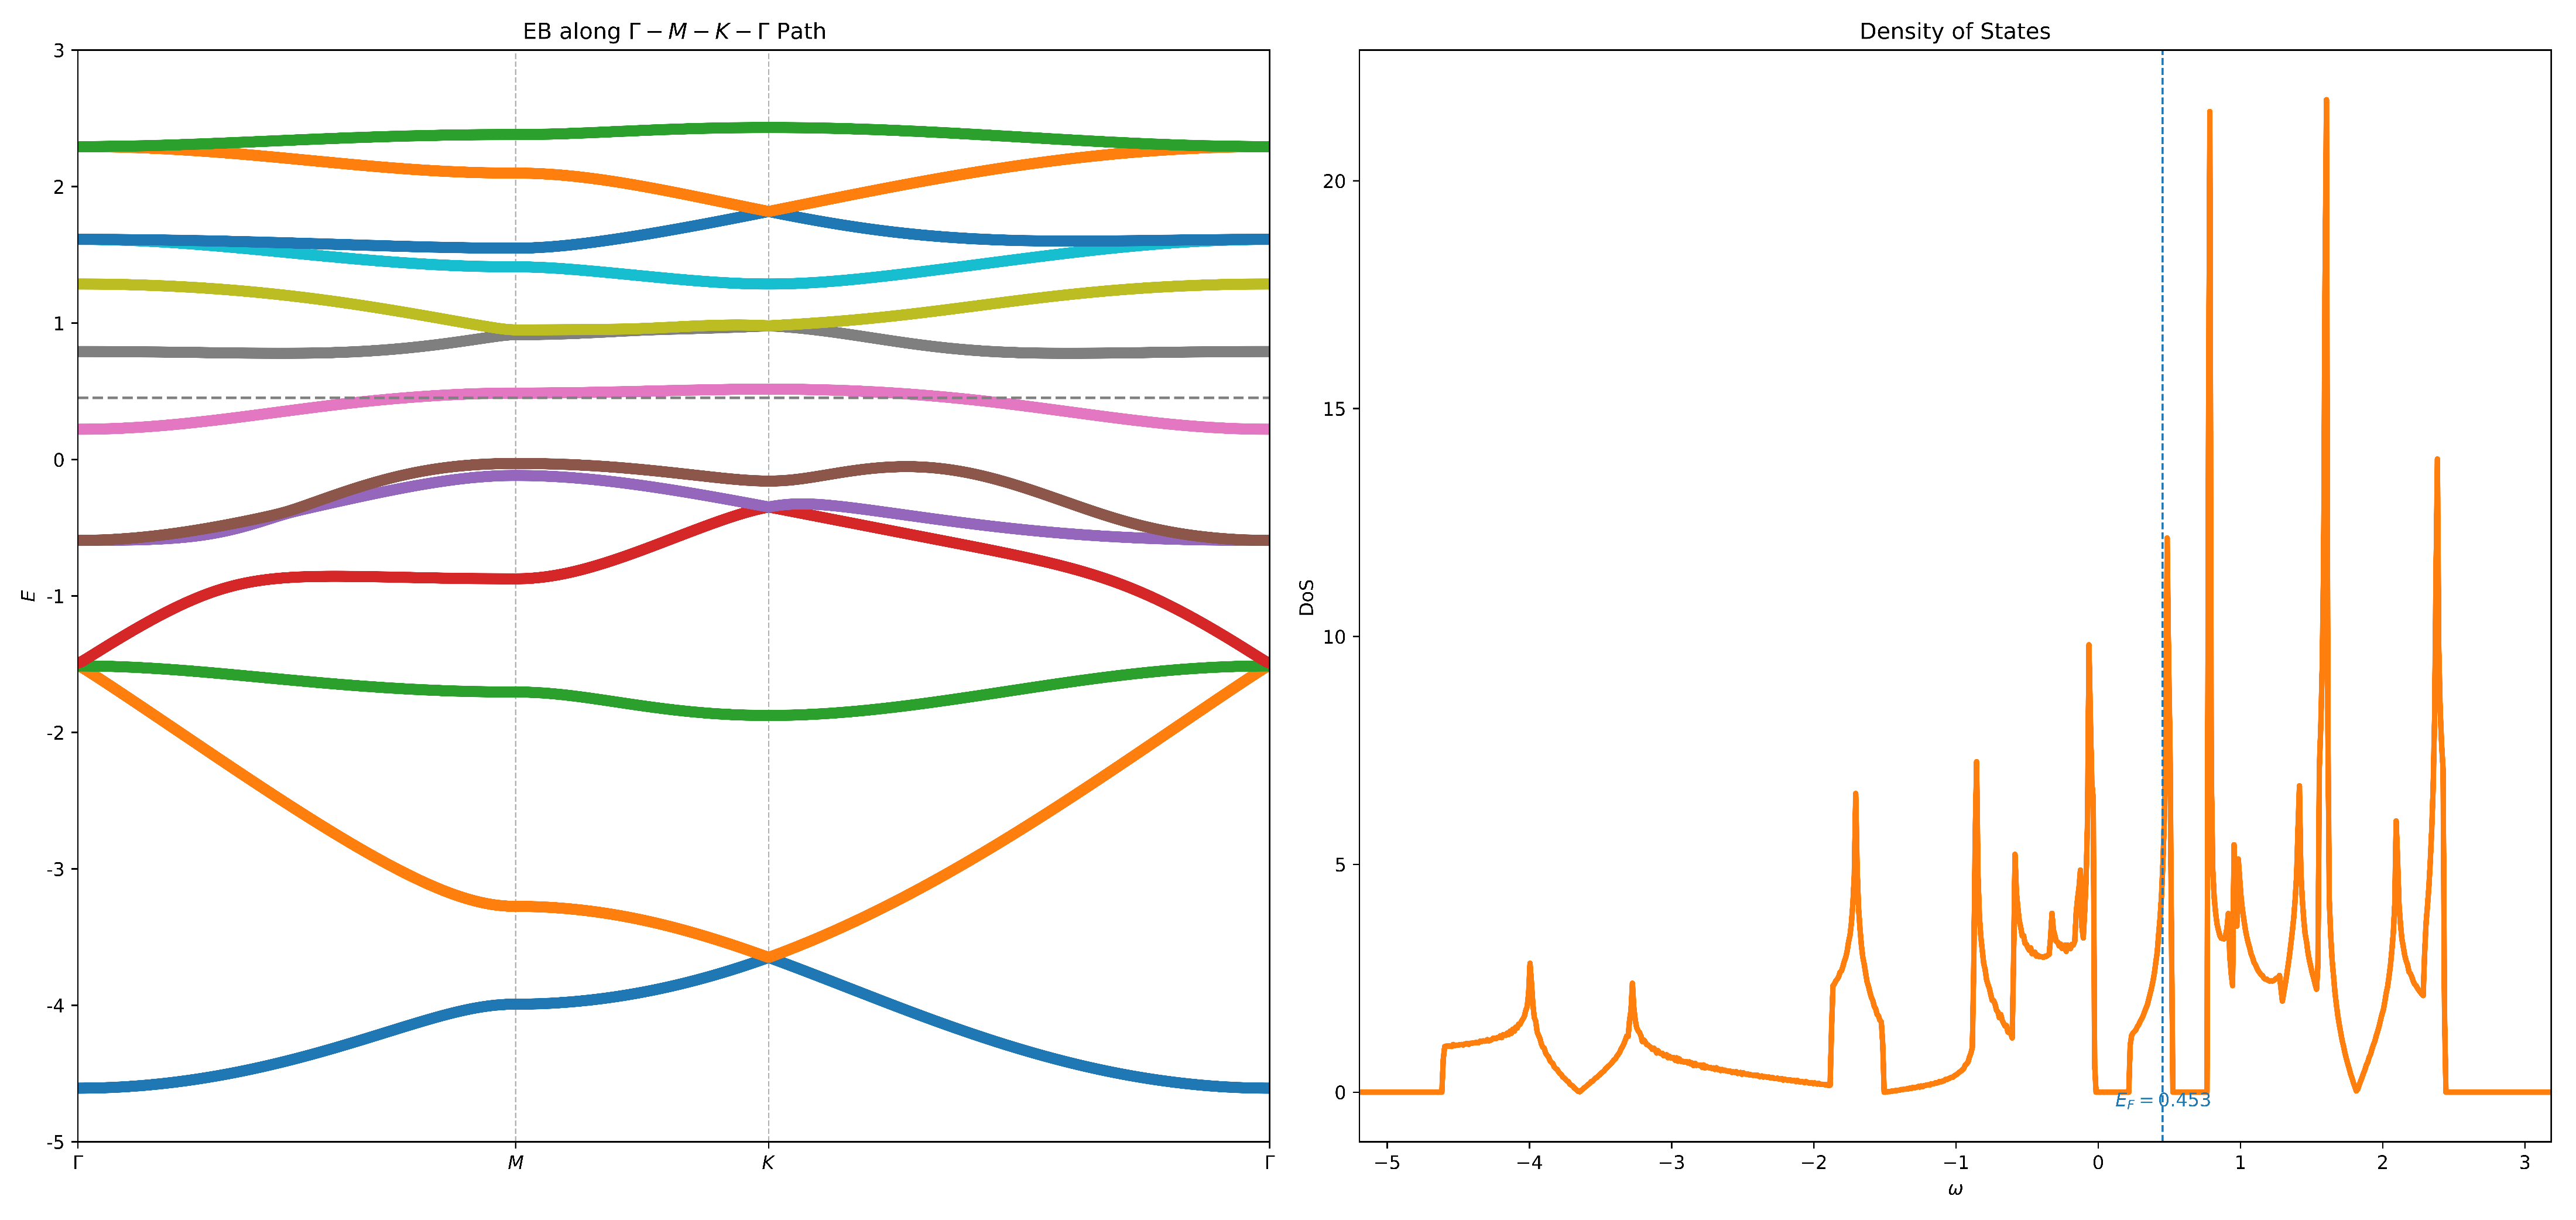 EB along Γ − M − K − Γ Path
3
2
1
0
-1
-2
-3
-4
-5
E
Γ
M
K
Γ
Density of States
20
15
10
5
0
DoS
E_F = 0.453
−5
−4
−3
−2
−1
0
1
2
3
ω